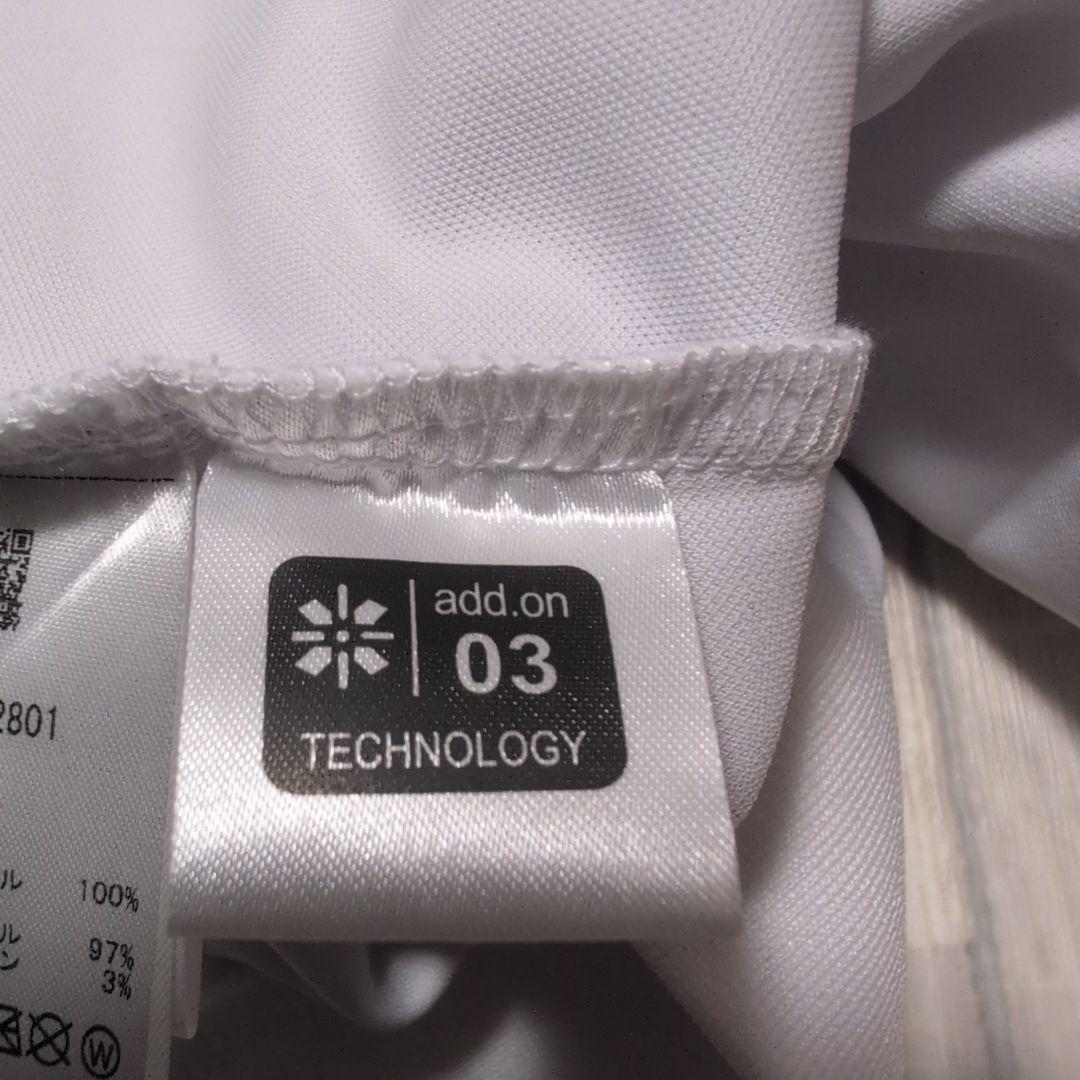 add.on
03
TECHNOLOGY
2801
ル 100%
ル 97%
ン 3%
W